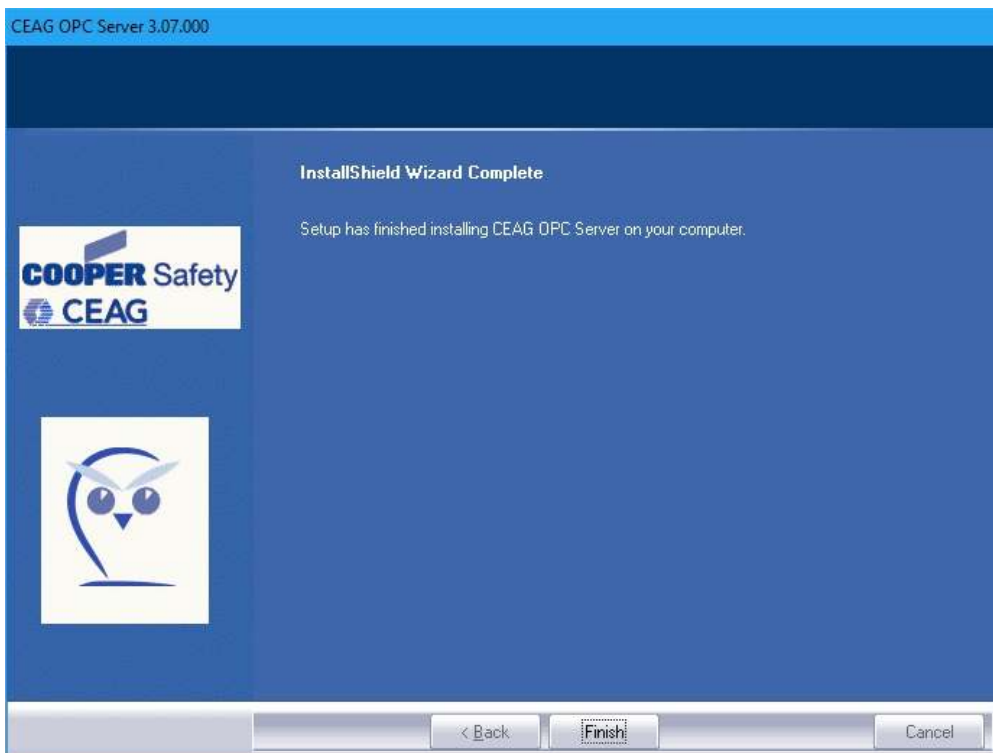 CEAG OPC Server 3.07.000
InstallShield Wizard Complete
Setup has finished installing CEAG OPC Server on your computer.
COOPER Safety
CEAG
< Back
Finish
Cancel